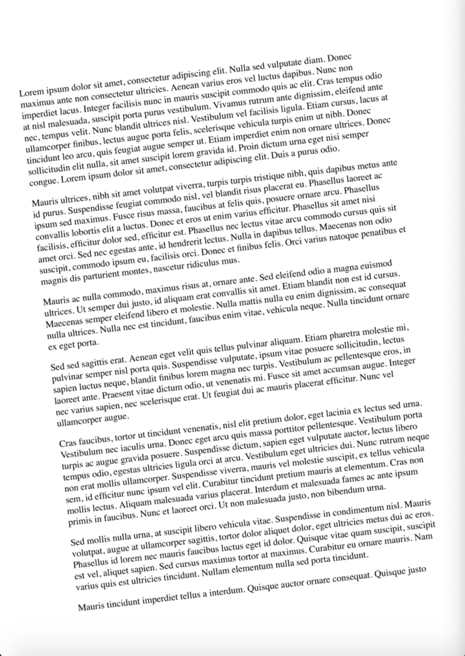 Lorem ipsum dolor sit amet, consectetur adipiscing elit. Nulla sed vulputate diam. Donec
maximus ante non consectetur ultricies. Aenean varius eros vel luctus dapibus. Nunc non
imperdiet lacus. Integer facilisis nunc in mauris suscipit commodo quis ac elit. Cras tempus odio
at nisl malesuada, suscipit porta purus vestibulum. Vivamus rutrum ante dignissim, eleifend ante
nec, tempus velit. Nunc blandit ultrices nisl. Vestibulum vel facilisis ligula. Etiam cursus, lacus at
ullamcorper finibus, lectus augue porta felis, scelerisque vehicula turpis enim ut nibh. Donec
tincidunt leo arcu, quis feugiat augue semper ut. Etiam imperdiet enim non ornare ultrices. Donec
sollicitudin elit nulla, sit amet suscipit lorem gravida id. Proin dictum urna eget nisi semper
congue. Lorem ipsum dolor sit amet, consectetur adipiscing elit. Duis a purus odio.
Mauris ultrices, nibh sit amet volutpat viverra, turpis turpis tristique nibh, quis dapibus metus ante
id purus. Suspendisse feugiat commodo nisl, vel blandit risus placerat eu. Phasellus laoreet ac
ipsum sed maximus. Fusce risus massa, faucibus at felis quis, posuere ornare arcu. Phasellus
convallis lobortis elit a luctus. Donec et eros ut enim varius efficitur. Phasellus sit amet nisi
facilisis, efficitur dolor sed, efficitur est. Phasellus nec lectus vitae arcu commodo cursus quis sit
amet orci. Sed nec egestas ante, id hendrerit lectus. Nulla in dapibus tellus. Maecenas non odio
suscipit, commodo ipsum eu, facilisis orci. Donec et finibus felis. Orci varius natoque penatibus et
magnis dis parturient montes, nascetur ridiculus mus.
Mauris ac nulla commodo, maximus risus at, ornare ante. Sed eleifend odio a magna euismod
ultrices. Ut semper dui justo, id aliquam erat convallis sit amet. Etiam blandit non est id cursus.
Maecenas semper eleifend libero et molestie. Nulla mattis nulla eu enim dignissim, ac consequat
nulla ultrices. Nulla nec est tincidunt, faucibus enim vitae, vehicula neque. Nulla tincidunt ornare
ex eget porta.
Sed sed sagittis erat. Aenean eget velit quis tellus pulvinar aliquam. Etiam pharetra molestie mi,
pulvinar semper nisl porta quis. Suspendisse vulputate, ipsum vitae posuere sollicitudin, lectus
sapien luctus neque, blandit finibus lorem magna nec turpis. Vestibulum ac pellentesque eros, in
laoreet ante. Praesent vitae dictum odio, ut venenatis mi. Fusce sit amet accumsan augue. Integer
nec varius sapien, nec scelerisque erat. Ut feugiat dui ac mauris placerat efficitur. Nunc vel
ullamcorper augue.
Cras faucibus, tortor ut tincidunt venenatis, nisl elit pretium dolor, eget lacinia ex lectus sed urna.
Vestibulum nec iaculis urna. Donec eget arcu quis massa porttitor pellentesque. Vestibulum porta
turpis ac augue gravida posuere. Suspendisse dictum, sapien eget vulputate auctor, lectus libero
tempus odio, egestas ultricies ligula orci at arcu. Vestibulum eget ultricies dui. Nunc rutrum neque
non erat mollis ullamcorper. Suspendisse viverra, mauris vel molestie suscipit, ex tellus vehicula
sem, id efficitur nunc ipsum vel elit. Curabitur tincidunt pretium mauris at elementum. Cras non
mollis lectus. Aliquam malesuada varius placerat. Interdum et malesuada fames ac ante ipsum
primis in faucibus. Nunc et laoreet orci. Ut non malesuada justo, non bibendum urna.
Sed mollis nulla urna, at suscipit libero vehicula vitae. Suspendisse in condimentum nisl. Mauris
volutpat, augue at ullamcorper sagittis, tortor dolor aliquet dolor, eget ultricies metus dui ac eros.
Phasellus id lorem nec mauris faucibus luctus eget id dolor. Quisque vitae quam suscipit, suscipit
est vel, aliquet sapien. Sed cursus maximus tortor at maximus. Curabitur eu ornare mauris. Nam
varius quis est ultricies tincidunt. Nullam elementum nulla sed porta tincidunt.
Mauris tincidunt imperdiet tellus a interdum. Quisque auctor ornare consequat. Quisque justo